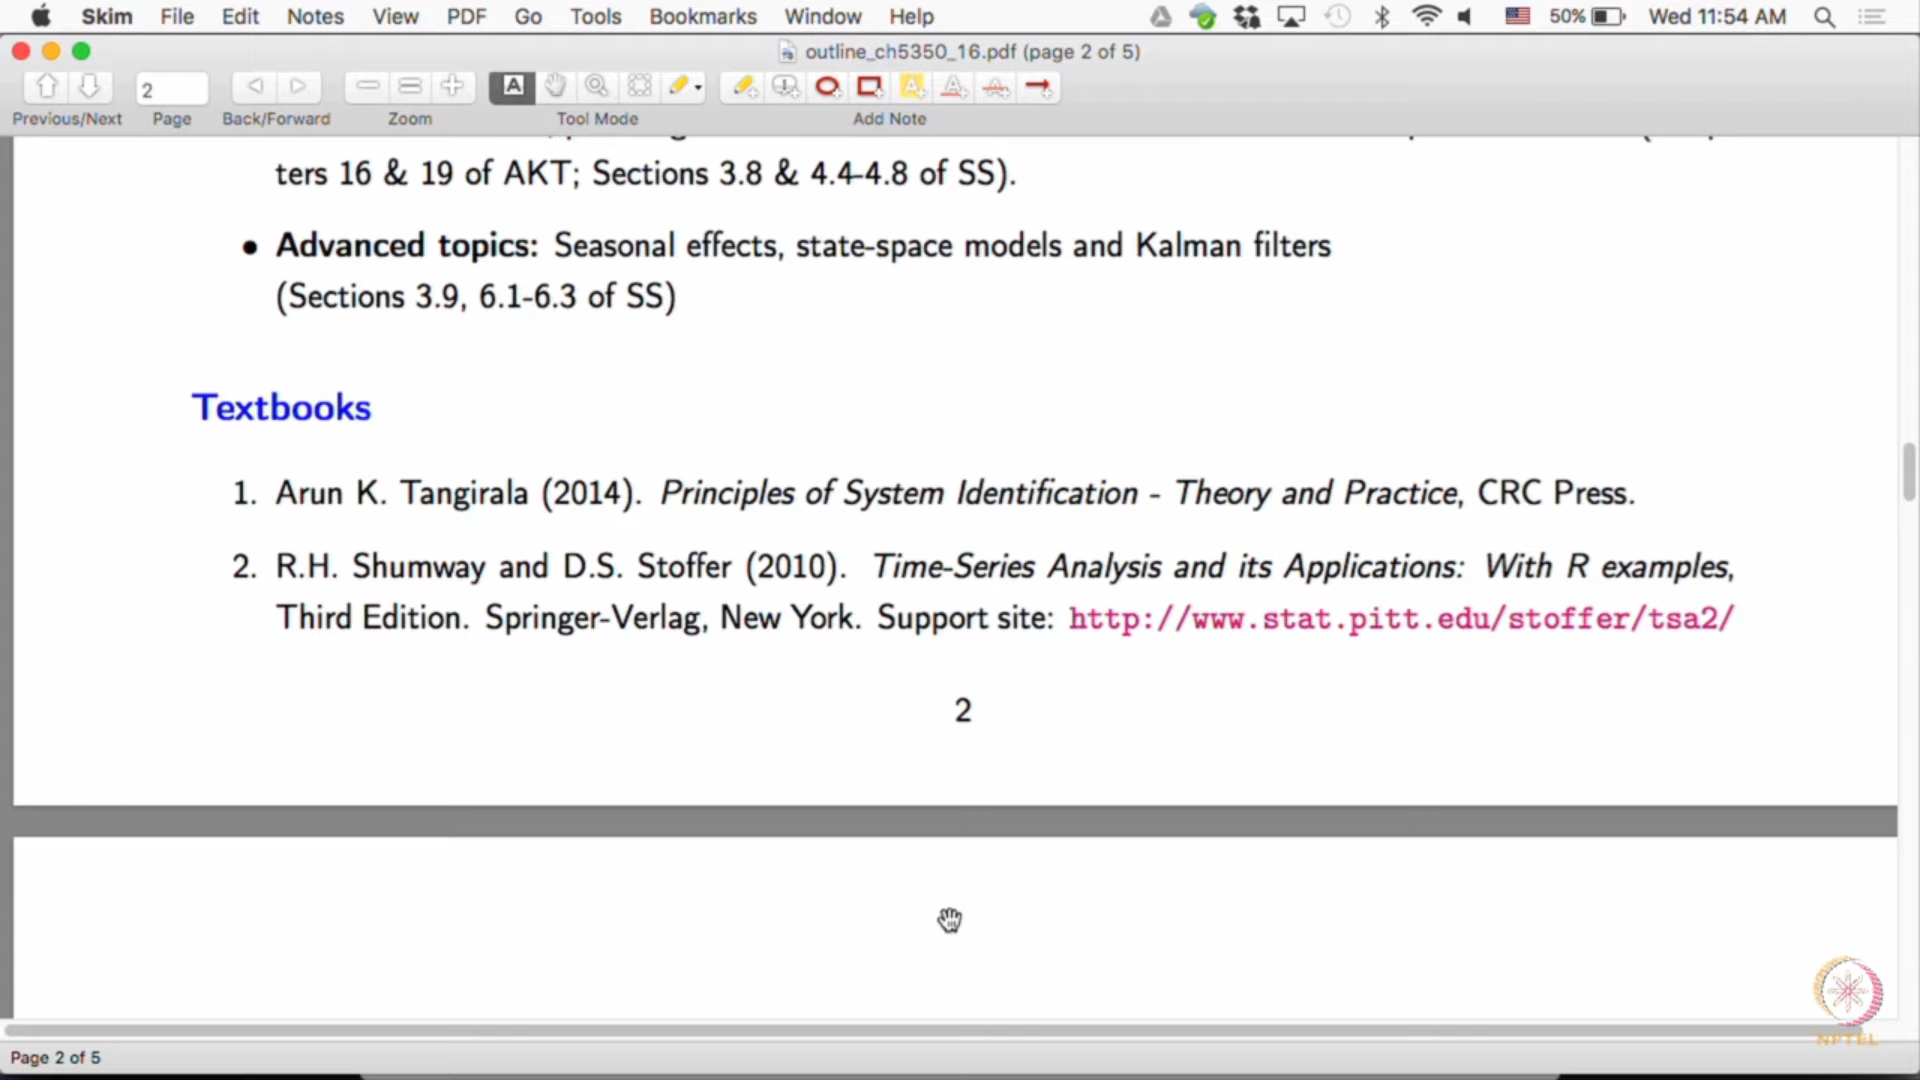 Skim File Edit Notes View PDF Go Tools Bookmarks Window Help 50% Wed 11:54 AM
outline_ch5350_16.pdf (page 2 of 5)
2
Previous/Next Page Back/Forward Zoom Tool Mode Add Note
ters 16 & 19 of AKT; Sections 3.8 & 4.4-4.8 of SS).
• Advanced topics: Seasonal effects, state-space models and Kalman filters
(Sections 3.9, 6.1-6.3 of SS)
Textbooks
1. Arun K. Tangirala (2014). Principles of System Identification - Theory and Practice, CRC Press.
2. R.H. Shumway and D.S. Stoffer (2010). Time-Series Analysis and its Applications: With R examples,
Third Edition. Springer-Verlag, New York. Support site: http://www.stat.pitt.edu/stoffer/tsa2/
2
NPTEL
Page 2 of 5